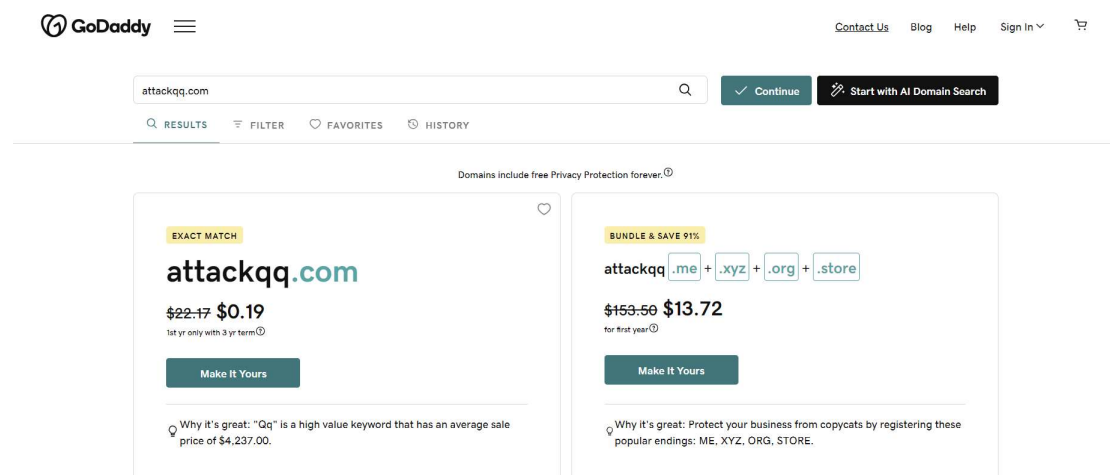 GoDaddy
Contact Us Blog Help Sign In
attackqq.com
Continue
Start with AI Domain Search
RESULTS FILTER FAVORITES HISTORY
Domains include free Privacy Protection forever.
EXACT MATCH
attackqq.com
$22.17 $0.19
1st yr only with 3 yr term
Make It Yours
Why it's great: "Qq" is a high value keyword that has an average sale
price of $4,237.00.
BUNDLE & SAVE 91%
attackqq .me + .xyz + .org + .store
$153.50 $13.72
for first year
Make It Yours
Why it's great: Protect your business from copycats by registering these
popular endings: ME, XYZ, ORG, STORE.